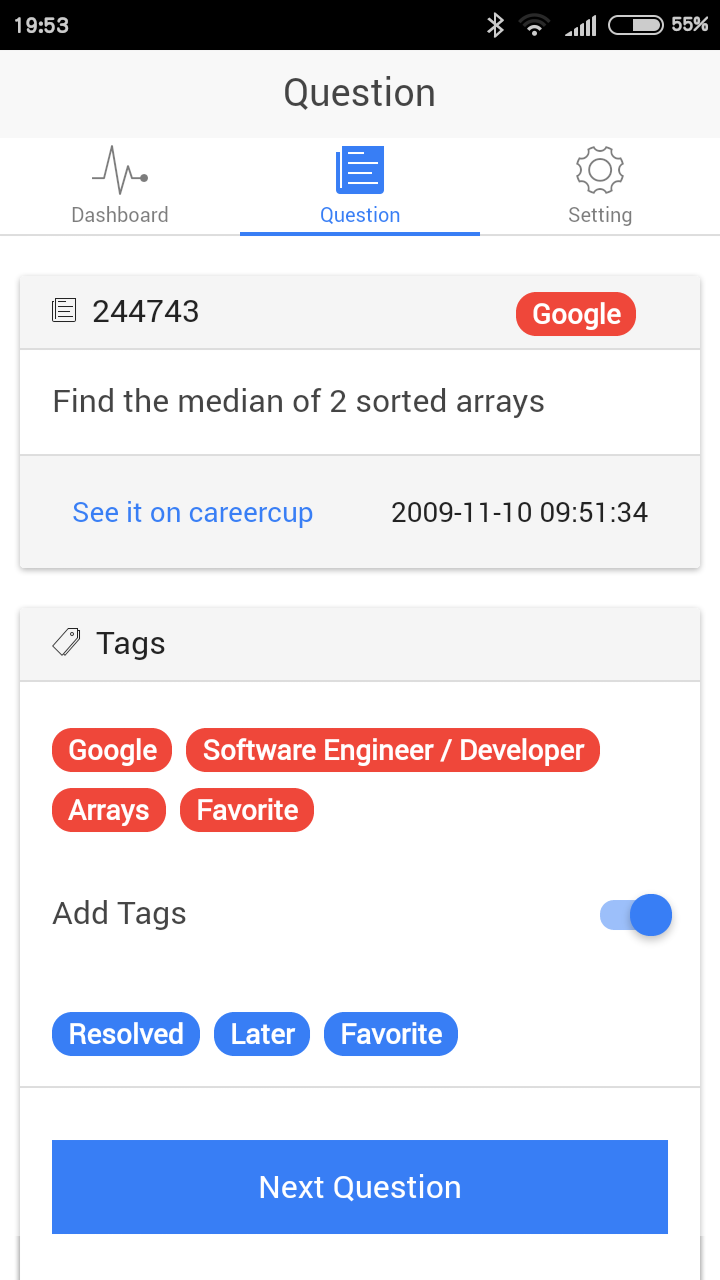 19:53 55%
Question
Dashboard Question Setting
244743 Google
Find the median of 2 sorted arrays
See it on careercup 2009-11-10 09:51:34
Tags
Google Software Engineer / Developer
Arrays Favorite
Add Tags
Resolved Later Favorite
Next Question